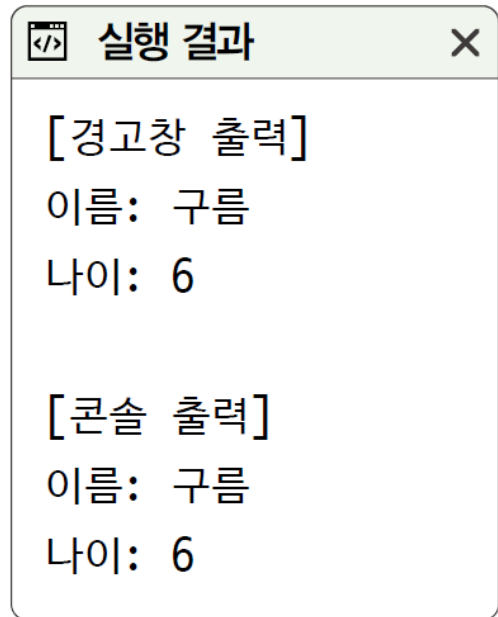 </> 실행 결과
[경고창 출력]
이름: 구름
나이: 6
[콘솔 출력]
이름: 구름
나이: 6